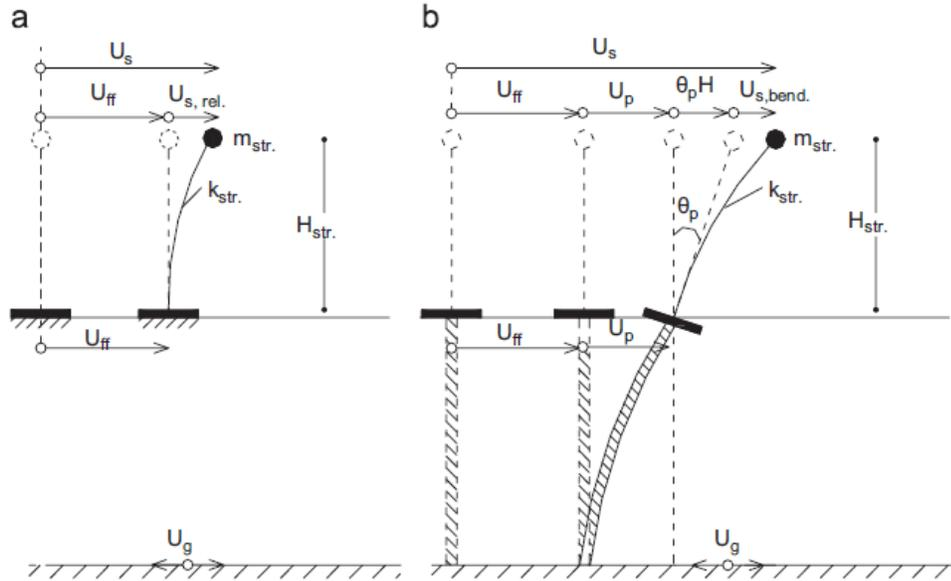 a
U_s
U_ff
U_s, rel.
m_str.
k_str.
H_str.
U_ff
U_g
b
U_s
U_ff
U_p
θ_pH
U_s,bend.
m_str.
k_str.
θ_p
H_str.
U_ff
U_p
U_g